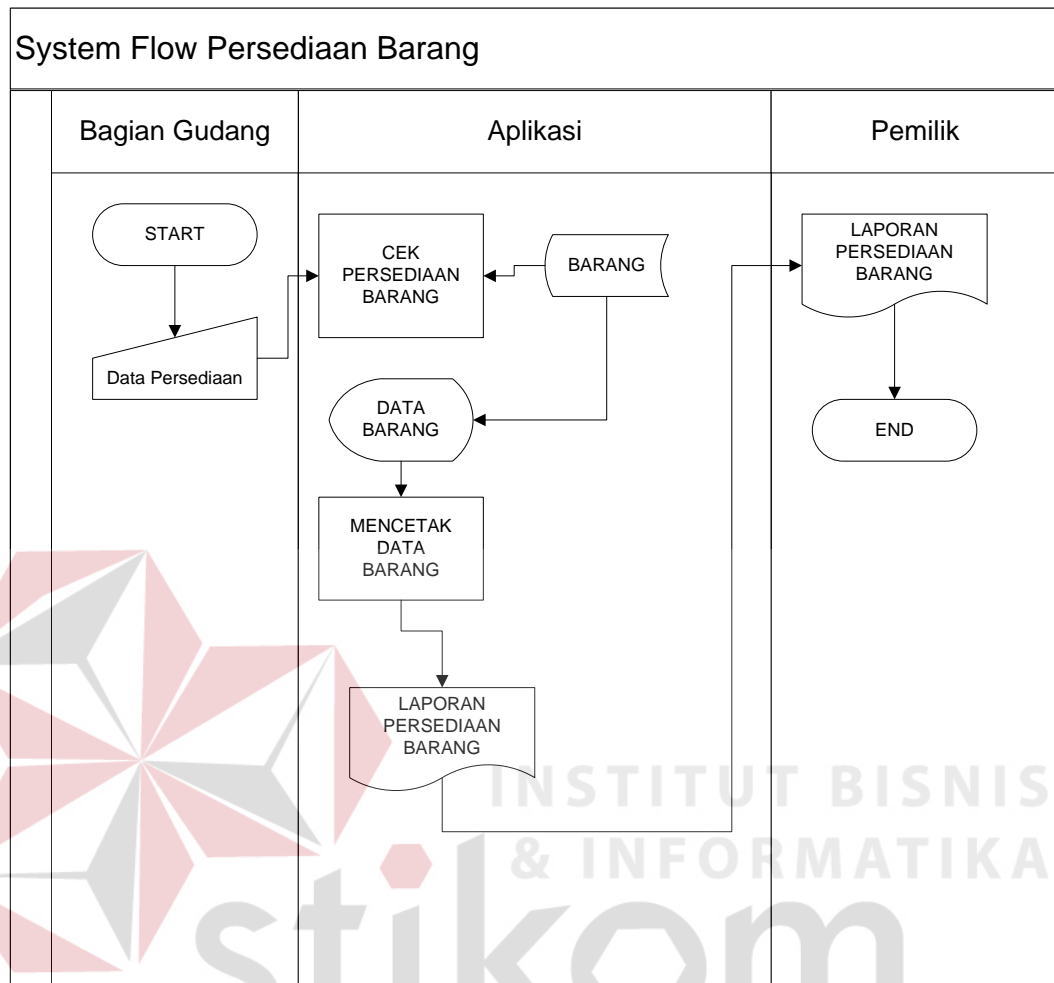 System Flow Persediaan Barang
Bagian Gudang
Aplikasi
Pemilik
START
Data Persediaan
CEK
PERSEDIAAN
BARANG
BARANG
DATA
BARANG
MENCETAK
DATA
BARANG
LAPORAN
PERSEDIAAN
BARANG
LAPORAN
PERSEDIAAN
BARANG
END
INSTITUT BISNIS
& INFORMATIKA
stikom